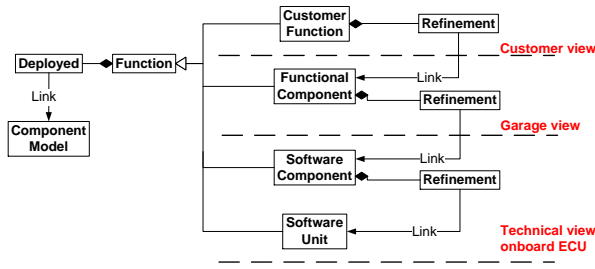 Customer
Function
Refinement
Customer view
Deployed
Function
Link
Functional
Component
Link
Refinement
Component
Model
Garage view
Software
Component
Link
Refinement
Software
Unit
Link
Technical view
onboard ECU